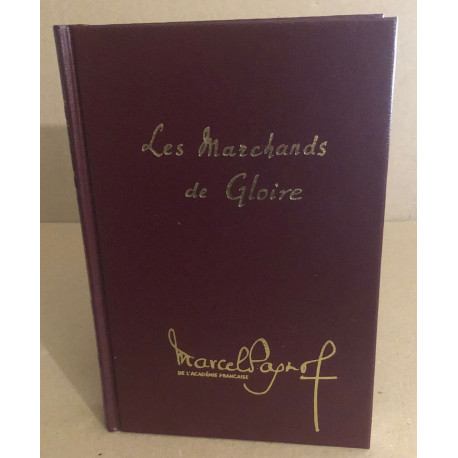 Les Marchands
de Gloire
Marcel Pagnol
DE L'ACADÉMIE FRANÇAISE